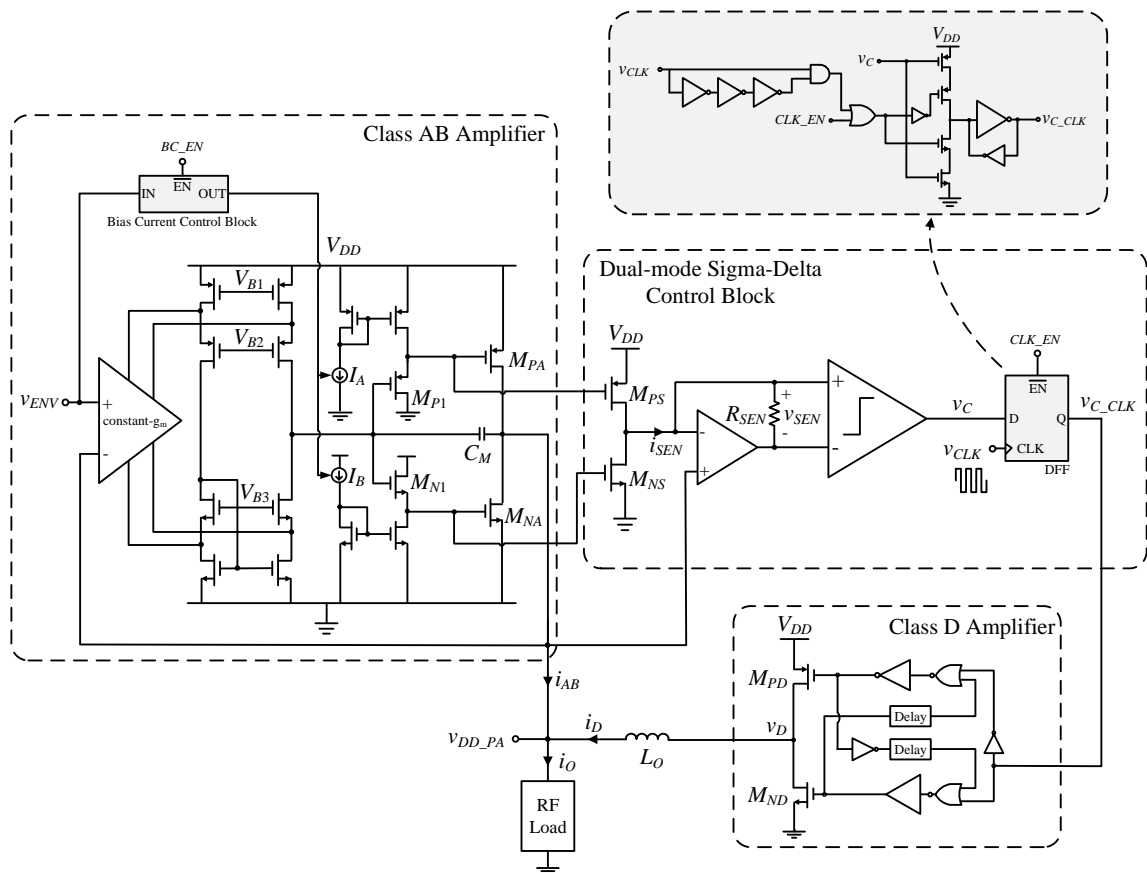 V_DD
v_C
v_CLK
CLK_EN
v_C_CLK
Class AB Amplifier
BC_EN
IN
EN
OUT
Bias Current Control Block
V_DD
V_B1
V_B2
V_B3
v_ENV
+
constant-g_m
-
I_A
M_P1
M_PA
C_M
I_B
M_N1
M_NA
Dual-mode Sigma-Delta
Control Block
V_DD
M_PS
M_NS
i_SEN
-
+
R_SEN
+
v_SEN
-
+
-
v_C
CLK_EN
EN
D
Q
CLK
DFF
v_CLK
v_C_CLK
Class D Amplifier
V_DD
M_PD
M_ND
Delay
Delay
v_D
i_AB
i_D
v_DD_PA
i_O
L_O
RF
Load